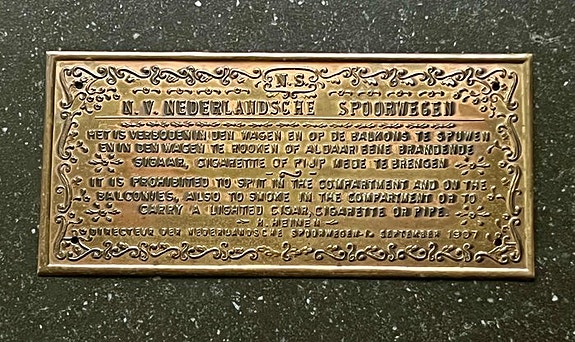 N.S.
N.V. NEDERLANDSCHE SPOORWEGEN
HET IS VERBODEN IN DEN WAGEN EN OP DE BALKONS TE SPUWEN
EN IN DEN WAGEN TE ROOKEN OF ALDAAR EENE BRANDENDE
SIGAAR, CIGARETTE OF PIJP MEDE TE BRENGEN
IT IS PROHIBITED TO SPIT IN THE COMPARTMENT AND ON THE
BALCONIES, ALSO TO SMOKE IN THE COMPARTMENT OR TO
CARRY A LIGHTED CIGAR, CIGARETTE OR PIPE.
H. HEINEN
DIRECTEUR DER NEDERLANDSCHE SPOORWEGEN SEPTEMBER 1937